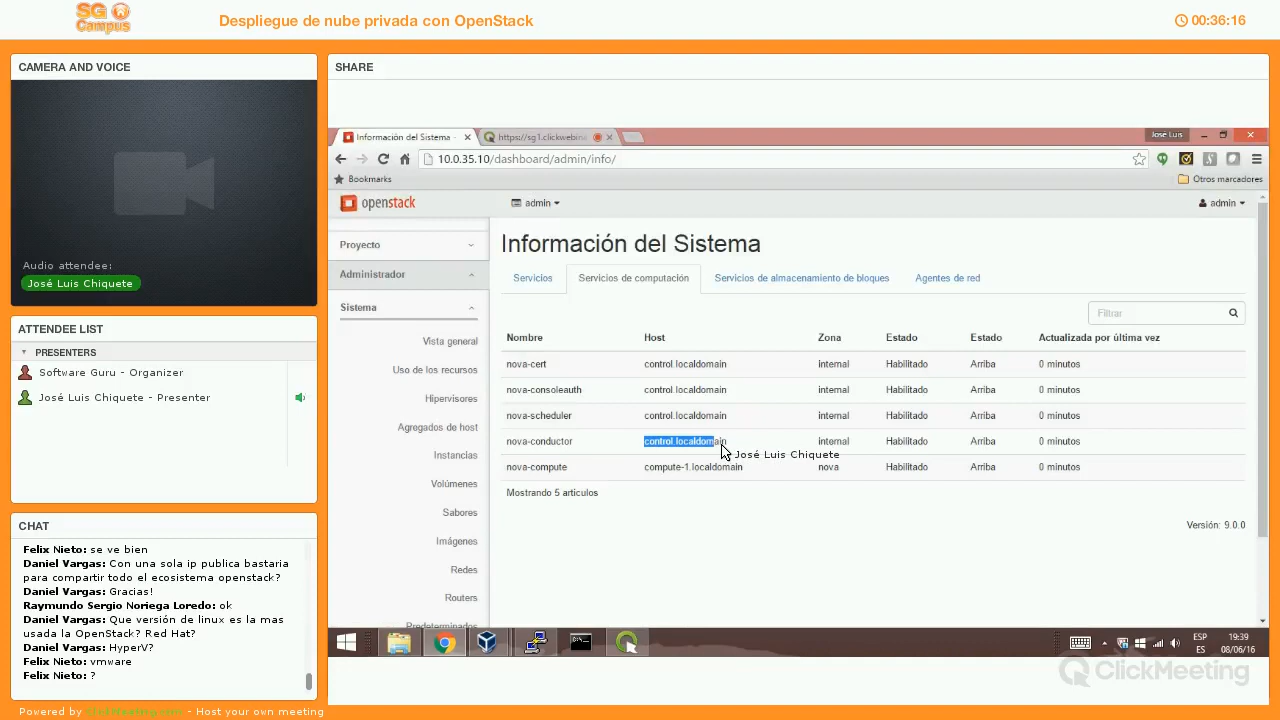 SG Campus
Despliegue de nube privada con OpenStack
00:36:16
CAMERA AND VOICE
Audio attendee:
José Luis Chiquete
ATTENDEE LIST
PRESENTERS
Software Guru - Organizer
José Luis Chiquete - Presenter
CHAT
Felix Nieto: se ve bien
Daniel Vargas: Con una sola ip publica bastaria
para compartir todo el ecosistema openstack?
Daniel Vargas: Gracias!
Raymundo Sergio Noriega Loredo: ok
Daniel Vargas: Que versión de linux es la mas
usada la OpenStack? Red Hat?
Daniel Vargas: HyperV?
Felix Nieto: vmware
Felix Nieto: ?
Powered by ClickMeeting.com - Host your own meeting
SHARE
Información del Sistema -
https://sg1.clickwebina
José Luis
10.0.35.10/dashboard/admin/info/
Bookmarks
Otros marcadores
openstack
admin
admin
Proyecto
Administrador
Sistema
Vista general
Uso de los recursos
Hipervisores
Agregados de host
Instancias
Volúmenes
Sabores
Imágenes
Redes
Routers
Predeterminados
Información del Sistema
Servicios
Servicios de computación
Servicios de almacenamiento de bloques
Agentes de red
Filtrar
Nombre Host Zona Estado Estado Actualizada por última vez
nova-cert control.localdomain internal Habilitado Arriba 0 minutos
nova-consoleauth control.localdomain internal Habilitado Arriba 0 minutos
nova-scheduler control.localdomain internal Habilitado Arriba 0 minutos
nova-conductor control.localdomain internal Habilitado Arriba 0 minutos
José Luis Chiquete
nova-compute compute-1.localdomain nova Habilitado Arriba 0 minutos
Mostrando 5 artículos
Versión: 9.0.0
ESP
ES
19:39
08/06/16
ClickMeeting